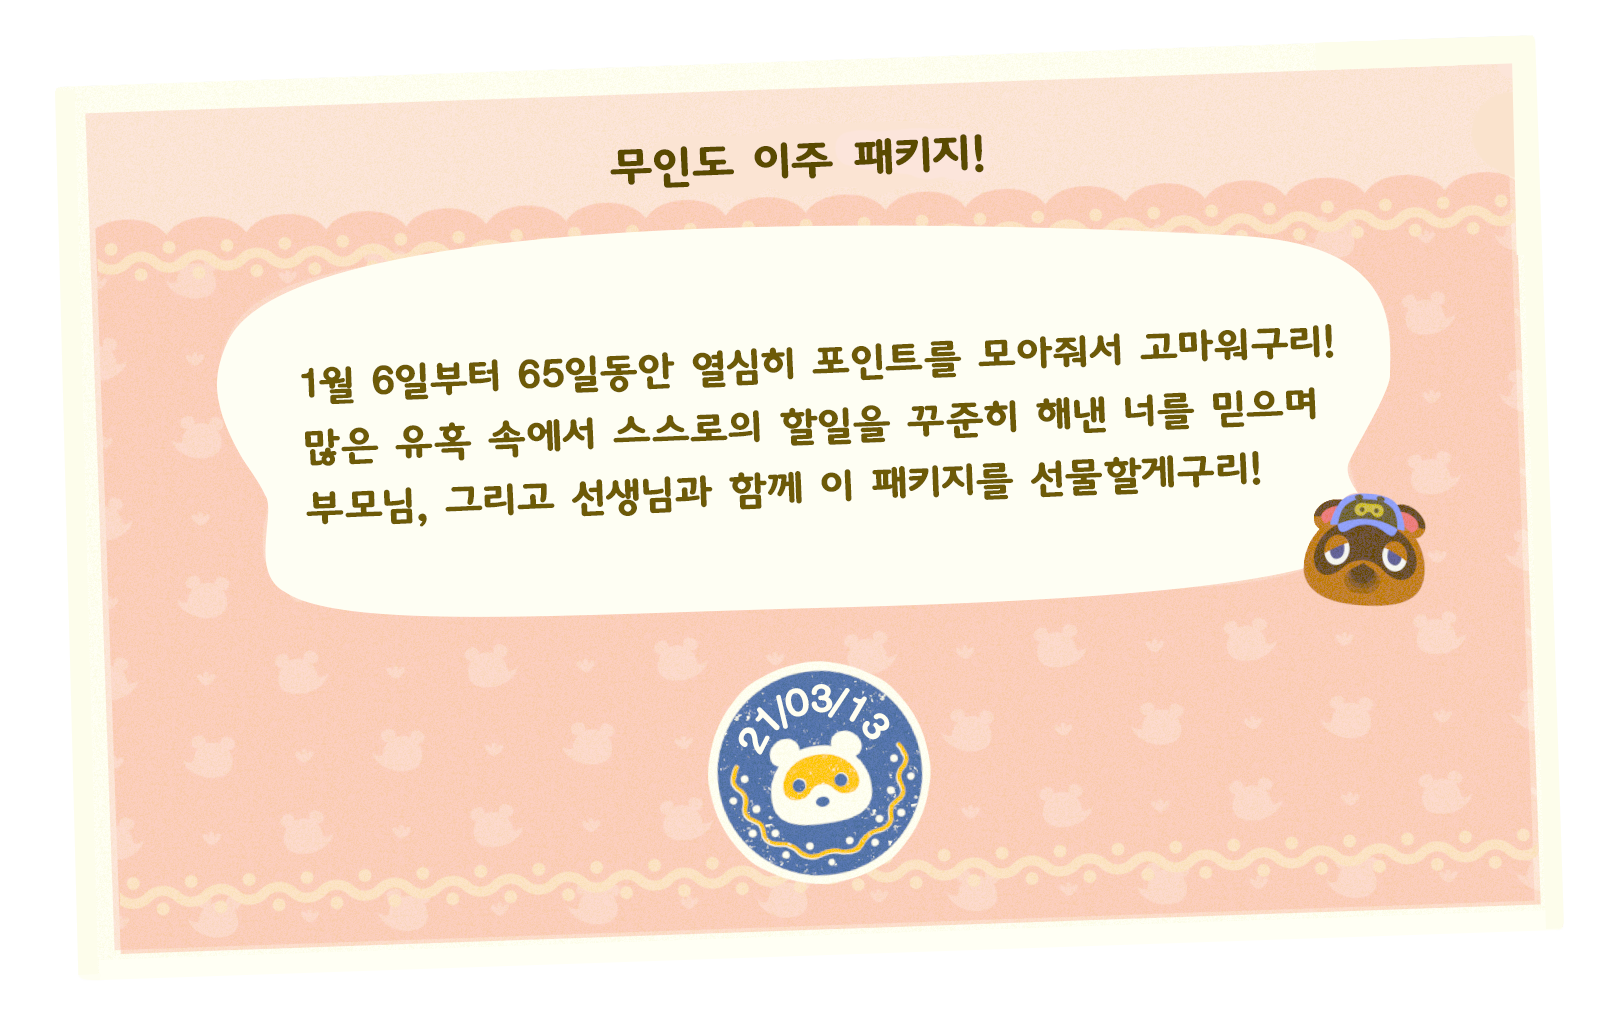 무인도 이주 패키지!
1월 6일부터 65일동안 열심히 포인트를 모아줘서 고마워구리!
많은 유혹 속에서 스스로의 할일을 꾸준히 해낸 너를 믿으며
부모님, 그리고 선생님과 함께 이 패키지를 선물할게구리!
21/03/13